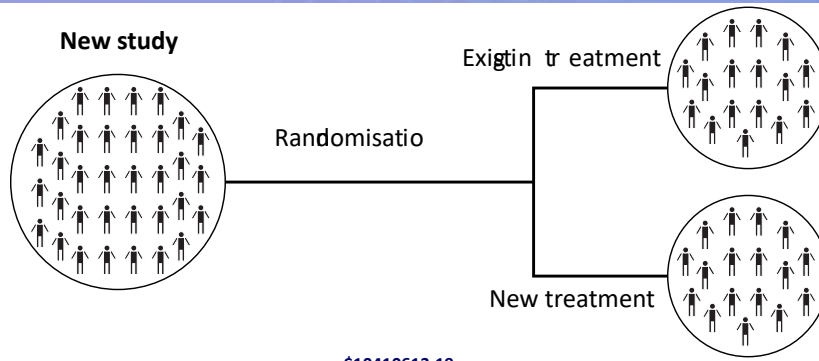 New study
Exigtin tr eatment
Randomisatio
New treatment